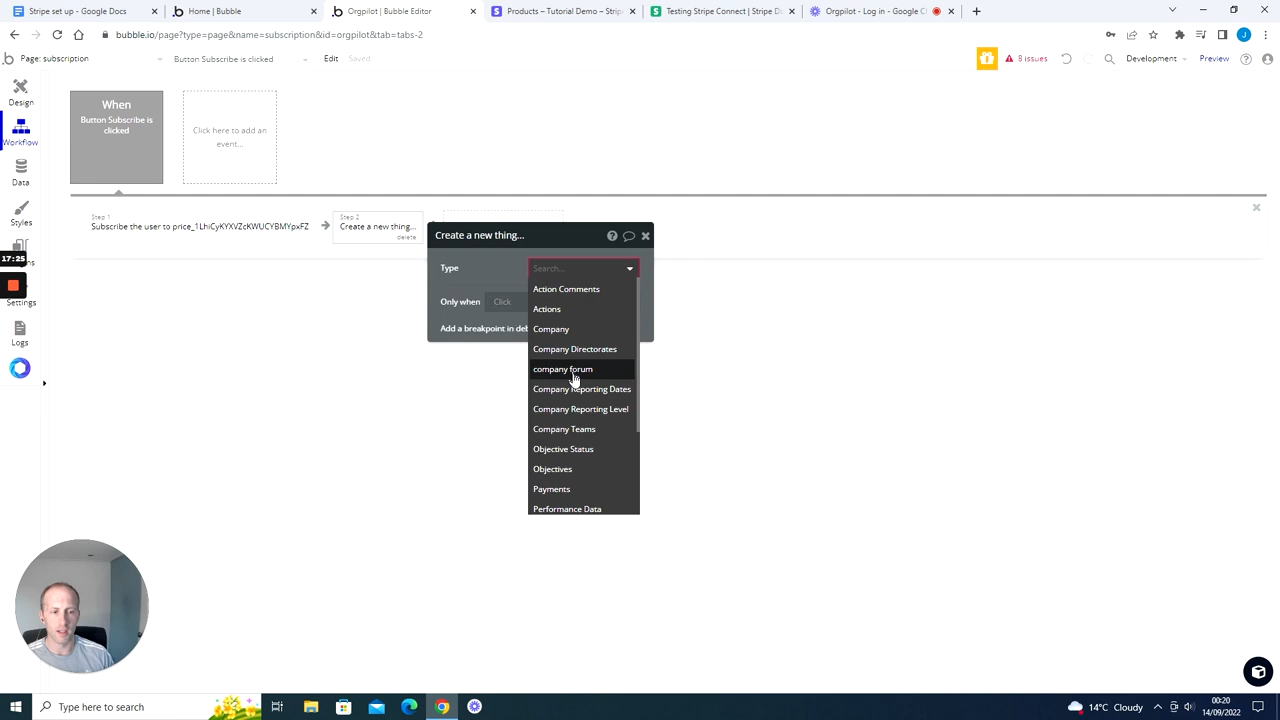 Stripe set up - Google Docs
Home | Bubble
Orgpilot | Bubble Editor
Products – Tutorial Demo – Stri
Testing Stripe Connect | Stripe D
Orgpilot - Log in - Google C
bubble.io/page?type=page&name=subscription&id=orgpilot&tab=tabs-2
Page: subscription
Button Subscribe is clicked
Edit
Saved
8 issues
Development
Preview
Design
Workflow
Data
Styles
ns
Settings
Logs
17:25
When
Button Subscribe is
clicked
Click here to add an
event...
Step 1
Subscribe the user to price_1LhiCyKYXVZcKWUCYBMYpxFZ
Step 2
Create a new thing...
delete
Create a new thing...
Type
Search...
Only when
Click
Add a breakpoint in deb
Action Comments
Actions
Company
Company Directorates
company forum
Company Reporting Dates
Company Reporting Level
Company Teams
Objective Status
Objectives
Payments
Performance Data
Type here to search
14°C Cloudy
00:20
14/09/2022